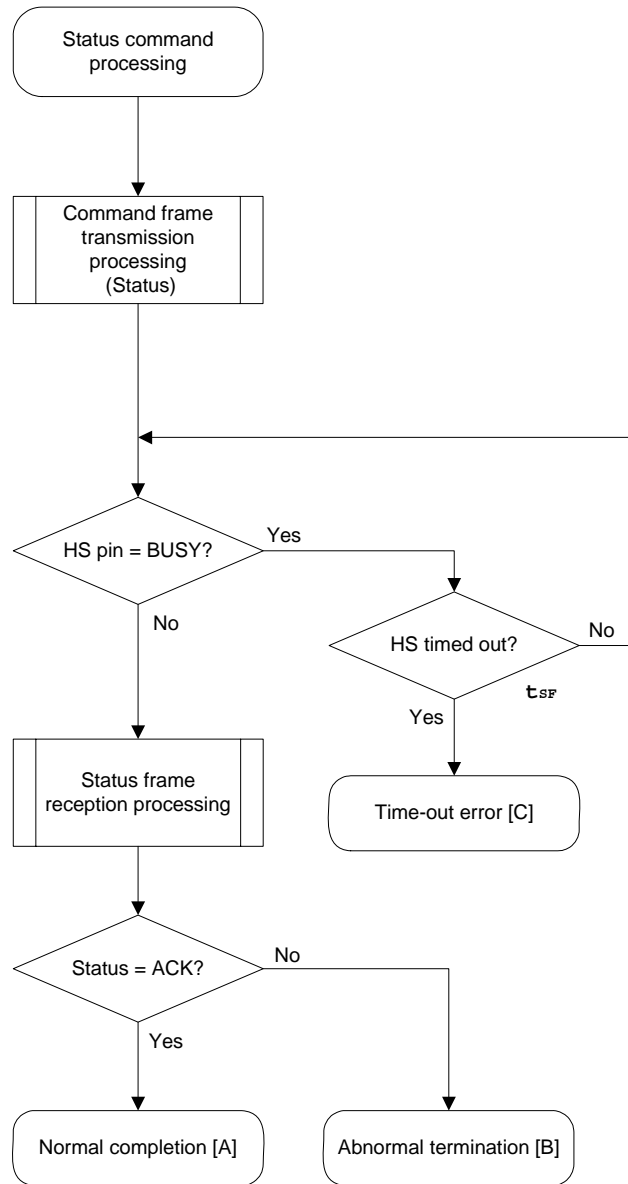 Status command
processing
Command frame
transmission
processing
(Status)
HS pin = BUSY?
Yes
No
HS timed out?
No
tSF
Yes
Status frame
reception processing
Time-out error [C]
Status = ACK?
No
Yes
Normal completion [A]
Abnormal termination [B]